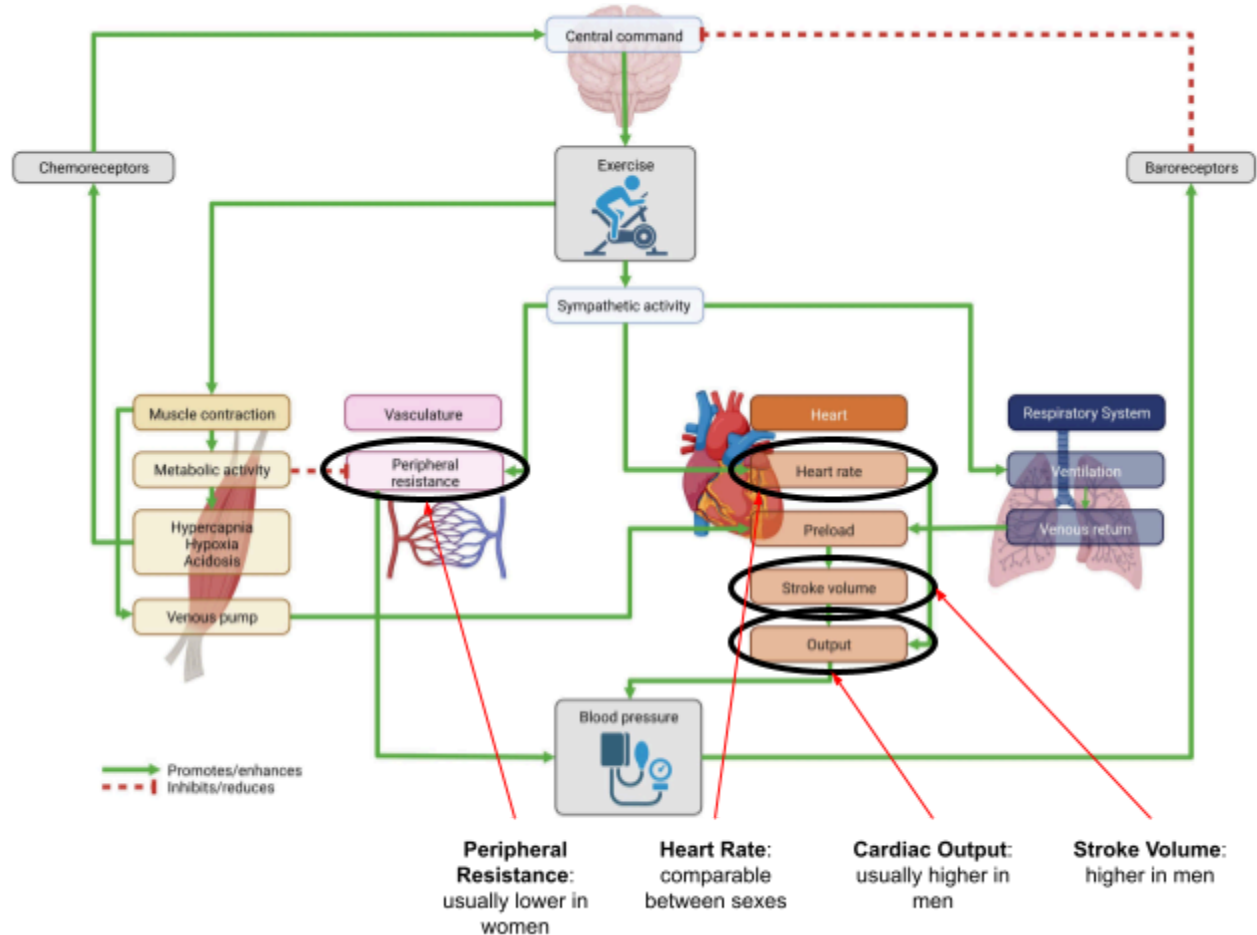 Central command
Chemoreceptors
Exercise
Baroreceptors
Sympathetic activity
Muscle contraction
Vasculature
Heart
Respiratory System
Metabolic activity
Peripheral
resistance
Heart rate
Ventilation
Hypercapnia
Hypoxia
Acidosis
Preload
Venous return
Stroke volume
Venous pump
Output
Blood pressure
Promotes/enhances
Inhibits/reduces
Peripheral
Resistance:
usually lower in
women
Heart Rate:
comparable
between sexes
Cardiac Output:
usually higher in
men
Stroke Volume:
higher in men